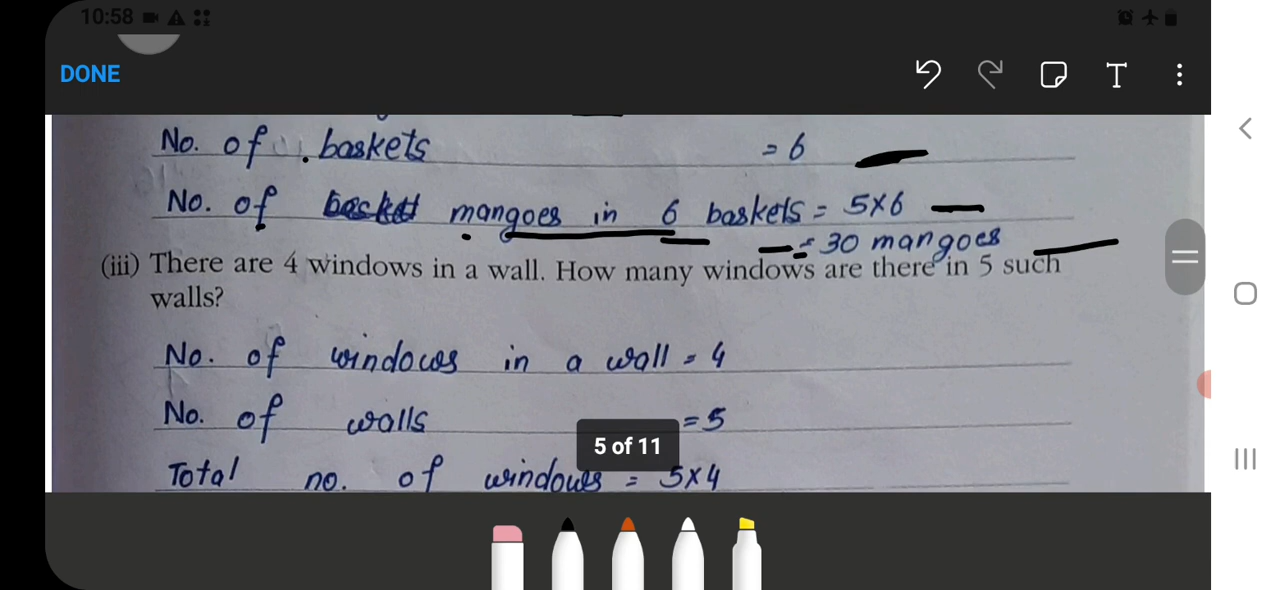 10:58
DONE
T
No. of baskets = 6
No. of mangoes in 6 baskets = 5×6
= 30 mangoes
(iii) There are 4 windows in a wall. How many windows are there in 5 such
walls?
No. of windows in a wall = 4
No. of walls = 5
5 of 11
Total no. of windows = 5×4